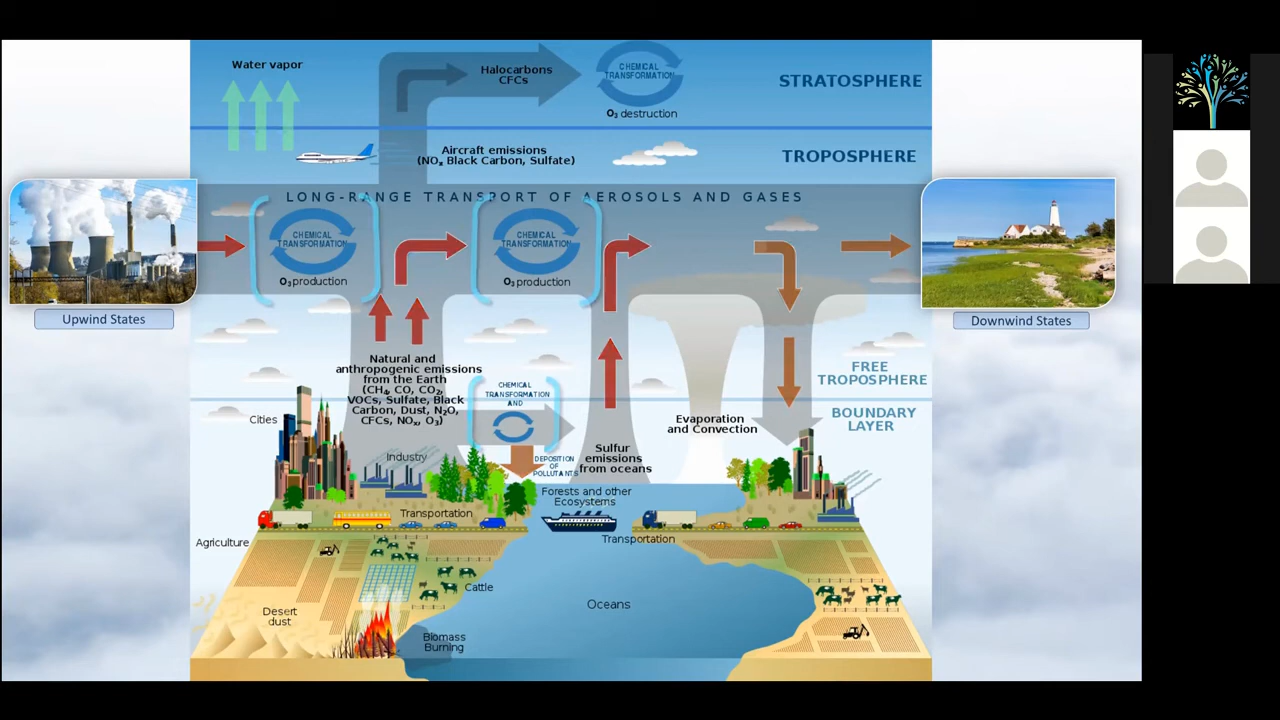 Water vapor
Halocarbons
CFCs
CHEMICAL
TRANSFORMATION
O₃ destruction
STRATOSPHERE
Aircraft emissions
(NOₓ Black Carbon, Sulfate)
TROPOSPHERE
LONG-RANGE TRANSPORT OF AEROSOLS AND GASES
CHEMICAL
TRANSFORMATION
O₃ production
CHEMICAL
TRANSFORMATION
O₃ production
Upwind States
Downwind States
Natural and
anthropogenic emissions
from the Earth
(CH₄, CO, CO₂,
VOCs, Sulfate, Black
Carbon, Dust, N₂O,
CFCs, NOₓ, O₃)
CHEMICAL
TRANSFORMATION
AND
FREE
TROPOSPHERE
BOUNDARY
LAYER
Cities
Evaporation
and Convection
Industry
DEPOSITION
OF
POLLUTANTS
Sulfur
emissions
from oceans
Forests and other
Ecosystems
Transportation
Transportation
Agriculture
Cattle
Oceans
Desert
dust
Biomass
Burning